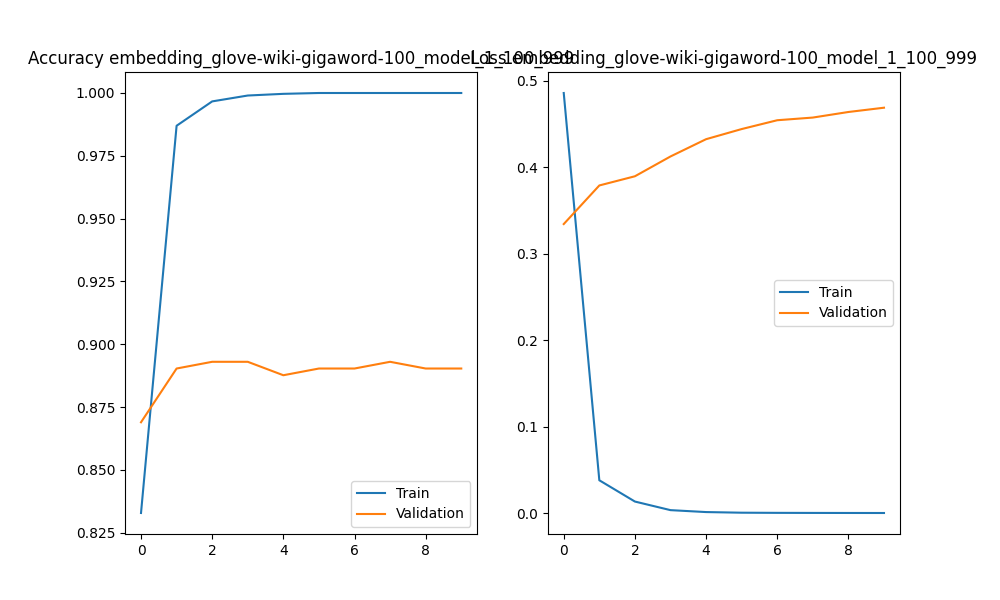 Accuracy embedding_glove-wiki-gigaword-100_model_1_100_999
Loss embedding_glove-wiki-gigaword-100_model_1_100_999
1.000
0.975
0.950
0.925
0.900
0.875
0.850
0.825
0 2 4 6 8
Train
Validation
0.5
0.4
0.3
0.2
0.1
0.0
0 2 4 6 8
Train
Validation